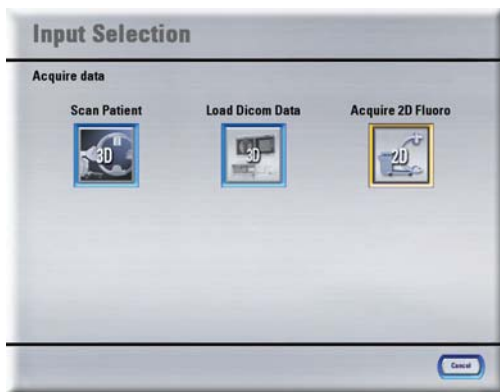 Input Selection
Acquire data
Scan Patient Load Dicom Data Acquire 2D Fluoro
3D 3D 2D
Cancel